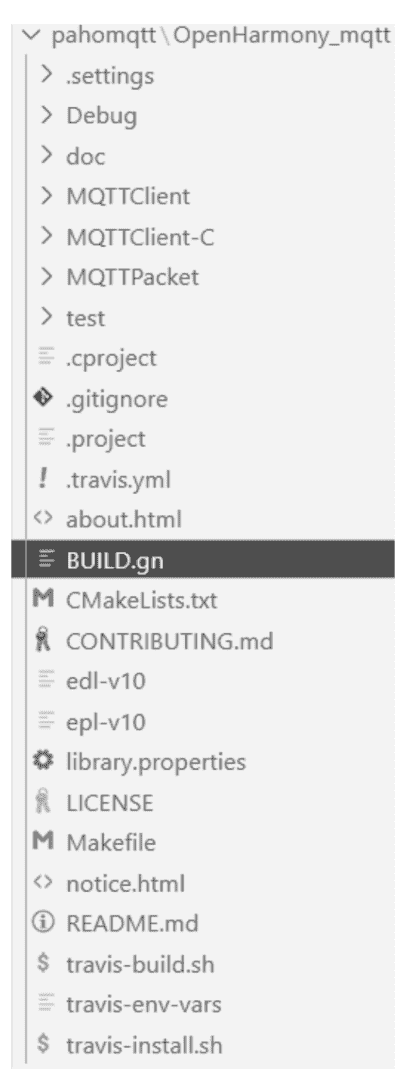 pahomqtt\OpenHarmony_mqtt
.settings
Debug
doc
MQTTClient
MQTTClient-C
MQTTPacket
test
.cproject
.gitignore
.project
.travis.yml
about.html
BUILD.gn
CMakeLists.txt
CONTRIBUTING.md
edl-v10
epl-v10
library.properties
LICENSE
Makefile
notice.html
README.md
travis-build.sh
travis-env-vars
travis-install.sh